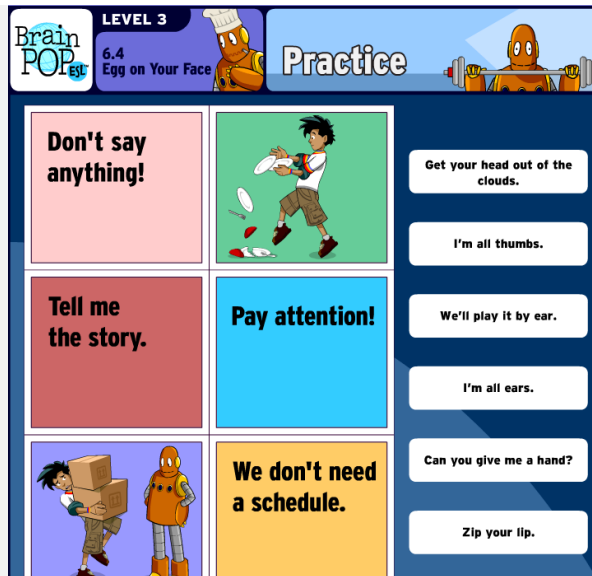 Brain
POP ESL™
LEVEL 3
6.4
Egg on Your Face
Practice
Don't say
anything!
Tell me
the story.
Pay attention!
We don't need
a schedule.
Get your head out of the
clouds.
I'm all thumbs.
We'll play it by ear.
I'm all ears.
Can you give me a hand?
Zip your lip.